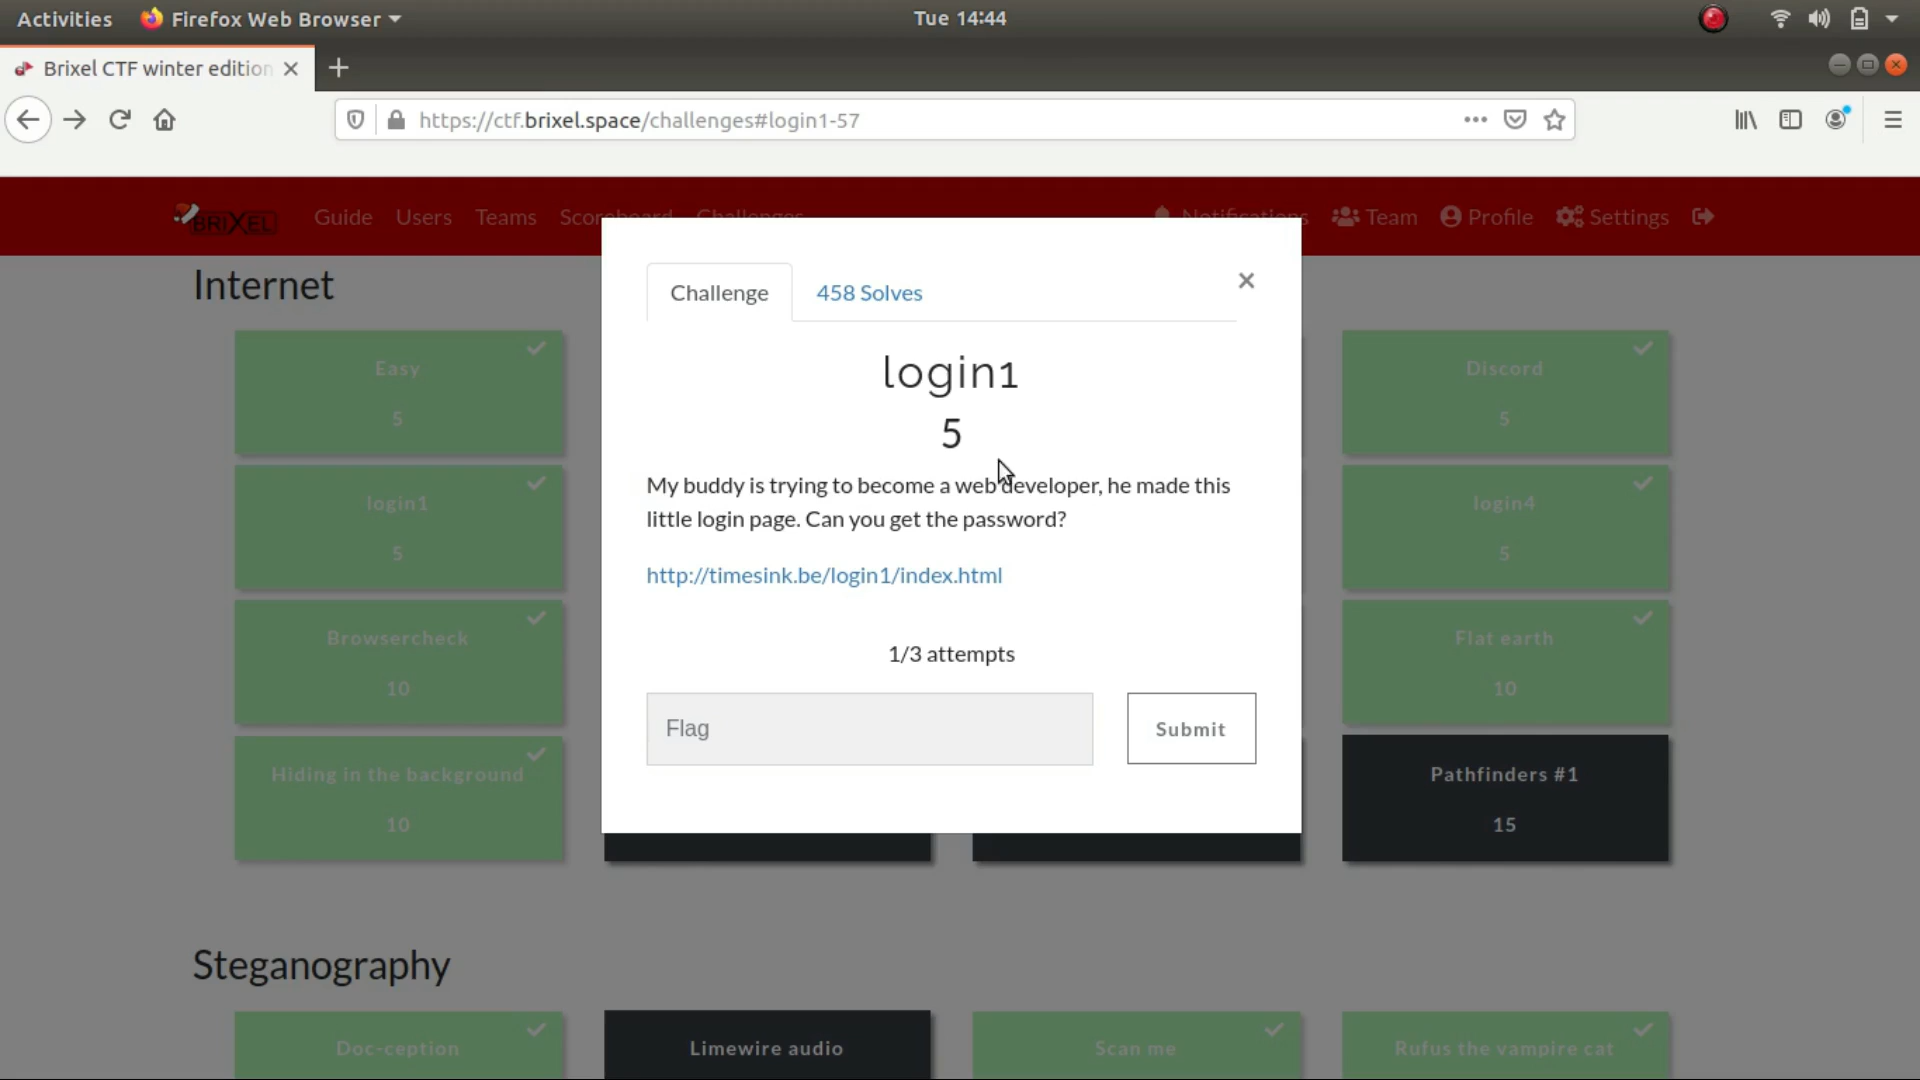 Activities Firefox Web Browser Tue 14:44
Brixel CTF winter edition
https://ctf.brixel.space/challenges#login1-57
BRIXEL Guide Users Teams Scoreboard Challenges Notifications Team Profile Settings
Internet
Challenge 458 Solves
login1
5
My buddy is trying to become a web developer, he made this
little login page. Can you get the password?
http://timesink.be/login1/index.html
1/3 attempts
Flag Submit
Easy
5
Discord
5
login1
5
login4
5
Browsercheck
10
Flat earth
10
Hiding in the background
10
Pathfinders #1
15
Steganography
Doc-ception Limewire audio Scan me Rufus the vampire cat